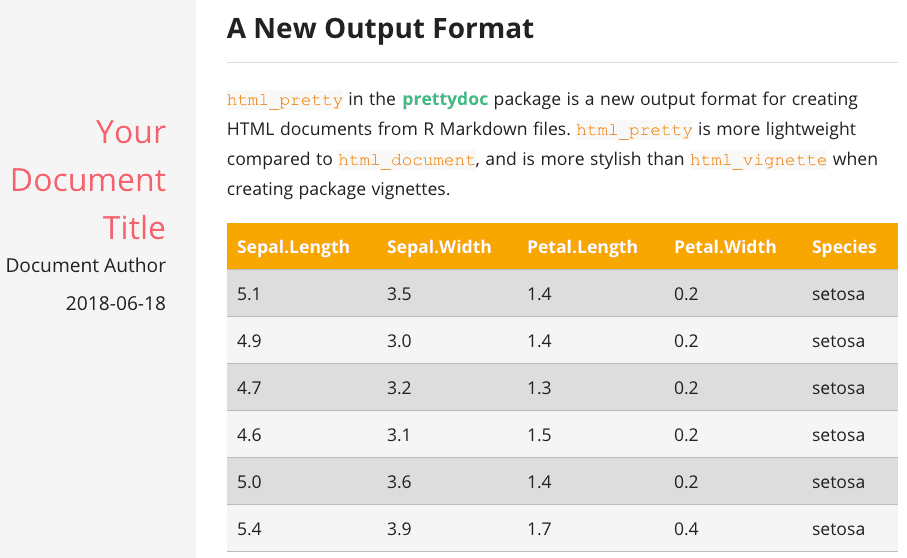 Your
Document
Title
Document Author
2018-06-18
A New Output Format
html_pretty in the prettydoc package is a new output format for creating
HTML documents from R Markdown files. html_pretty is more lightweight
compared to html_document, and is more stylish than html_vignette when
creating package vignettes.
Sepal.Length Sepal.Width Petal.Length Petal.Width Species
5.1 3.5 1.4 0.2 setosa
4.9 3.0 1.4 0.2 setosa
4.7 3.2 1.3 0.2 setosa
4.6 3.1 1.5 0.2 setosa
5.0 3.6 1.4 0.2 setosa
5.4 3.9 1.7 0.4 setosa